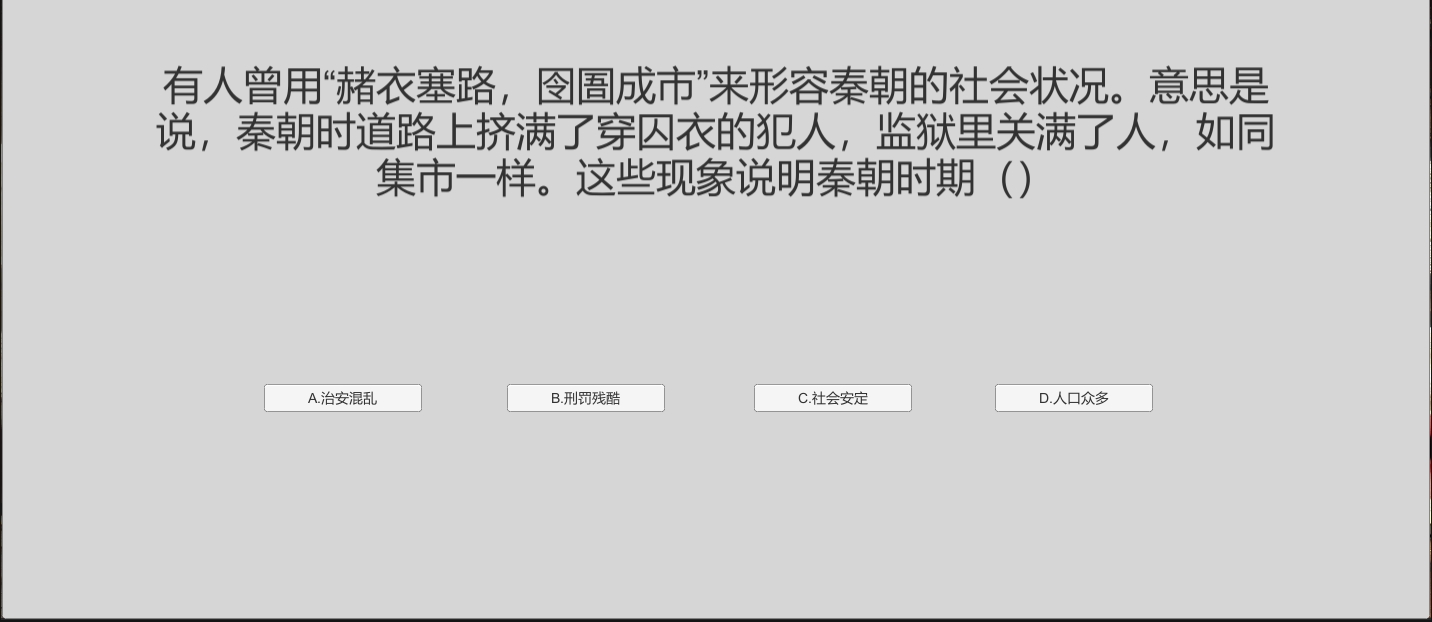 有人曾用“赭衣塞路，囹圄成市”来形容秦朝的社会状况。意思是
说，秦朝时道路上挤满了穿囚衣的犯人，监狱里关满了人，如同
集市一样。这些现象说明秦朝时期（）
A.治安混乱
B.刑罚残酷
C.社会安定
D.人口众多